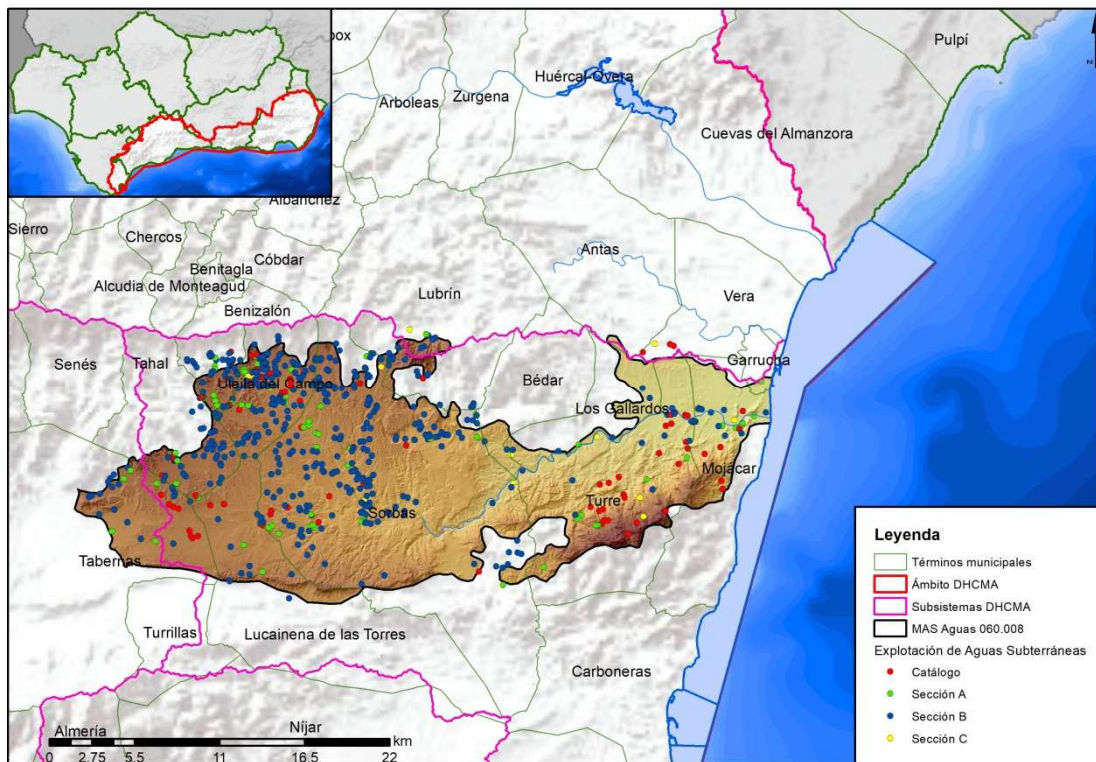 Pulpí
box
Huércal-Overa
Zurgena
Arboleas
Cuevas del Almanzora
Albánchez
Sierro
Chercos
Antas
Benitagla
Cóbdar
Alcudia de Monteagud
Lubrín
Vera
Benizalón
Senés
Tahal
Garrucha
Bédar
Uleila del Campo
Los Gallardos
Mojácar
Turre
Sorbas
Tabernas
Turrillas
Lucainena de las Torres
Carboneras
Almería
Níjar
km
0 2.75 5.5 11 16.5 22
Leyenda
Términos municipales
Ámbito DHCMA
Subsistemas DHCMA
MAS Aguas 060.008
Explotación de Aguas Subterráneas
Catálogo
Sección A
Sección B
Sección C